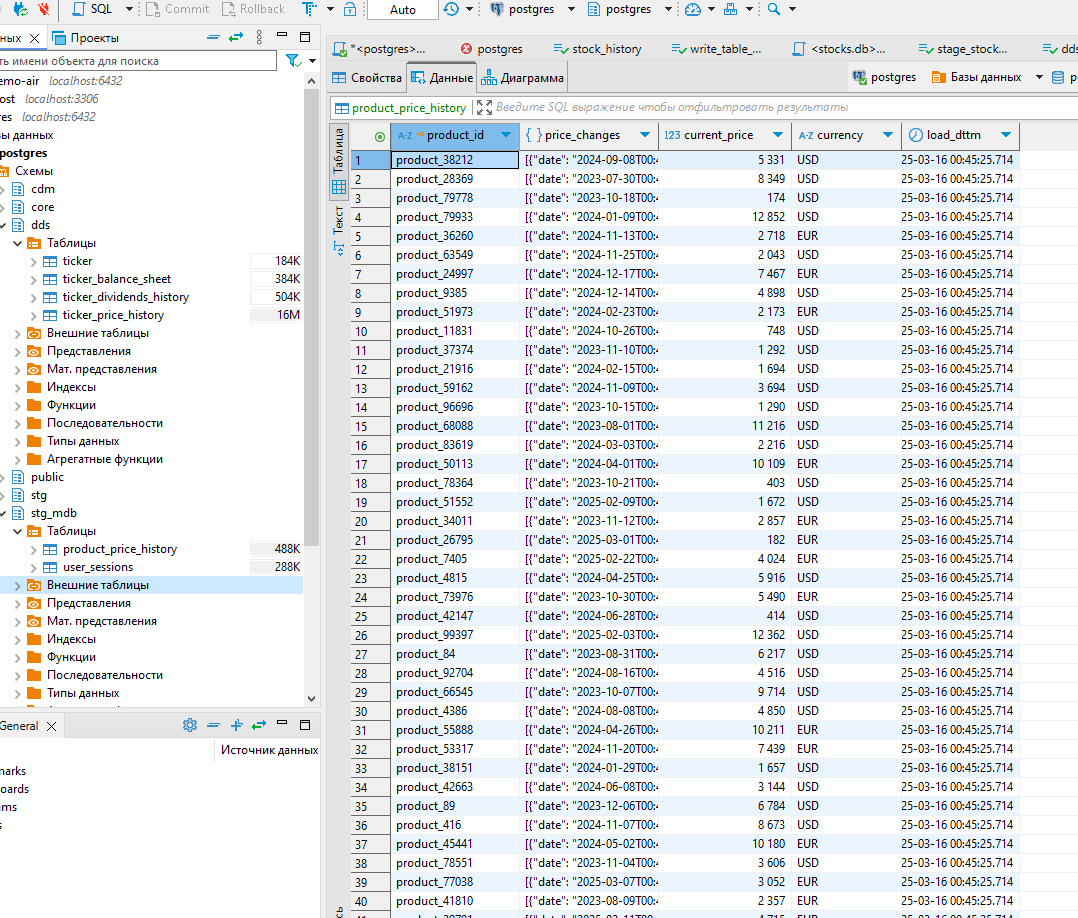 SQL Commit Rollback Auto postgres postgres
Проекты
*<postgres>... postgres stock_history write_table_... <stocks.db>... stage_stock... dds
имени объекта для поиска
Свойства Данные Диаграмма postgres Базы данных
localhost:6432
localhost:3306
localhost:6432
данных
postgres
Схемы
cdm
core
dds
Таблицы
ticker 184K
ticker_balance_sheet 384K
ticker_dividends_history 504K
ticker_price_history 16M
Внешние таблицы
Представления
Мат. представления
Индексы
Функции
Последовательности
Типы данных
Агрегатные функции
public
stg
stg_mdb
Таблицы
product_price_history 488K
user_sessions 288K
Внешние таблицы
Представления
Мат. представления
Индексы
Функции
Последовательности
Типы данных
General
Источник данных
product_price_history Введите SQL выражение чтобы отфильтровать результаты
Таблица
Текст
A-Z product_id { } price_changes 123 current_price A-Z currency load_dttm
1 product_38212 [{"date": "2024-09-08T00: 5 331 USD 25-03-16 00:45:25.714
2 product_28369 [{"date": "2023-07-30T00: 8 349 USD 25-03-16 00:45:25.714
3 product_79778 [{"date": "2023-10-18T00: 174 USD 25-03-16 00:45:25.714
4 product_79933 [{"date": "2024-01-09T00: 12 852 USD 25-03-16 00:45:25.714
5 product_36260 [{"date": "2024-11-13T00: 2 718 EUR 25-03-16 00:45:25.714
6 product_63549 [{"date": "2024-11-25T00: 2 043 USD 25-03-16 00:45:25.714
7 product_24997 [{"date": "2024-12-17T00: 7 467 EUR 25-03-16 00:45:25.714
8 product_9385 [{"date": "2024-12-14T00: 4 898 USD 25-03-16 00:45:25.714
9 product_51973 [{"date": "2024-02-23T00: 2 173 EUR 25-03-16 00:45:25.714
10 product_11831 [{"date": "2024-10-26T00: 748 USD 25-03-16 00:45:25.714
11 product_37374 [{"date": "2023-11-10T00: 1 292 USD 25-03-16 00:45:25.714
12 product_21916 [{"date": "2024-02-15T00: 1 694 USD 25-03-16 00:45:25.714
13 product_59162 [{"date": "2024-11-09T00: 3 694 USD 25-03-16 00:45:25.714
14 product_96696 [{"date": "2023-10-15T00: 1 290 USD 25-03-16 00:45:25.714
15 product_68088 [{"date": "2023-08-01T00: 11 216 USD 25-03-16 00:45:25.714
16 product_83619 [{"date": "2024-03-03T00: 2 216 USD 25-03-16 00:45:25.714
17 product_50113 [{"date": "2024-04-01T00: 10 109 EUR 25-03-16 00:45:25.714
18 product_78364 [{"date": "2023-10-21T00: 403 USD 25-03-16 00:45:25.714
19 product_51552 [{"date": "2025-02-09T00: 1 672 USD 25-03-16 00:45:25.714
20 product_34011 [{"date": "2023-11-12T00: 2 857 EUR 25-03-16 00:45:25.714
21 product_26795 [{"date": "2025-03-01T00: 182 EUR 25-03-16 00:45:25.714
22 product_7405 [{"date": "2025-02-22T00: 4 024 EUR 25-03-16 00:45:25.714
23 product_4815 [{"date": "2024-04-25T00: 5 916 USD 25-03-16 00:45:25.714
24 product_73976 [{"date": "2023-10-30T00: 5 490 EUR 25-03-16 00:45:25.714
25 product_42147 [{"date": "2024-06-28T00: 414 USD 25-03-16 00:45:25.714
26 product_99397 [{"date": "2025-02-03T00: 12 362 USD 25-03-16 00:45:25.714
27 product_84 [{"date": "2023-08-31T00: 6 217 USD 25-03-16 00:45:25.714
28 product_92704 [{"date": "2024-08-16T00: 4 516 USD 25-03-16 00:45:25.714
29 product_66545 [{"date": "2023-10-07T00: 9 714 USD 25-03-16 00:45:25.714
30 product_4386 [{"date": "2024-08-08T00: 4 850 USD 25-03-16 00:45:25.714
31 product_55888 [{"date": "2024-04-26T00: 10 211 EUR 25-03-16 00:45:25.714
32 product_53317 [{"date": "2024-11-20T00: 7 439 EUR 25-03-16 00:45:25.714
33 product_38151 [{"date": "2024-01-29T00: 1 657 USD 25-03-16 00:45:25.714
34 product_42663 [{"date": "2024-06-08T00: 3 144 USD 25-03-16 00:45:25.714
35 product_89 [{"date": "2023-12-06T00: 6 784 USD 25-03-16 00:45:25.714
36 product_416 [{"date": "2024-11-07T00: 8 673 USD 25-03-16 00:45:25.714
37 product_45441 [{"date": "2024-05-02T00: 10 180 EUR 25-03-16 00:45:25.714
38 product_78551 [{"date": "2023-11-04T00: 3 606 USD 25-03-16 00:45:25.714
39 product_77038 [{"date": "2025-03-07T00: 3 052 EUR 25-03-16 00:45:25.714
40 product_41810 [{"date": "2023-08-09T00: 2 357 EUR 25-03-16 00:45:25.714